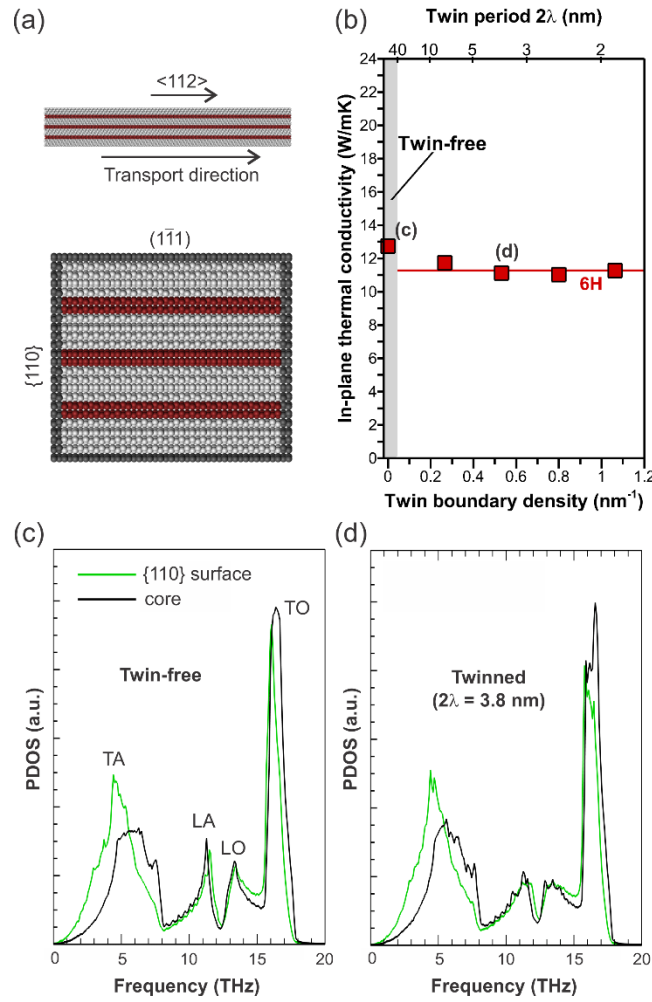 (a)
<112>
Transport direction
(11̅1)
{110}
(b)
Twin period 2λ (nm)
40 10 5 3 2
In-plane thermal conductivity (W/mK)
24
22
20
18
16
14
12
10
8
6
4
2
0
Twin-free
(c)
(d)
6H
0 0.2 0.4 0.6 0.8 1 1.2
Twin boundary density (nm⁻¹)
(c)
{110} surface
core
TO
Twin-free
TA
LA
LO
PDOS (a.u.)
0 5 10 15 20
Frequency (THz)
(d)
Twinned
(2λ = 3.8 nm)
PDOS (a.u.)
0 5 10 15 20
Frequency (THz)